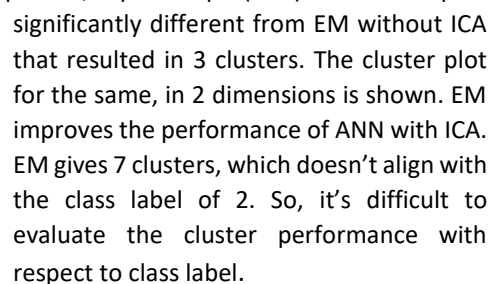 significantly different from EM without ICA
that resulted in 3 clusters. The cluster plot
for the same, in 2 dimensions is shown. EM
improves the performance of ANN with ICA.
EM gives 7 clusters, which doesn’t align with
the class label of 2. So, it’s difficult to
evaluate the cluster performance with
respect to class label.